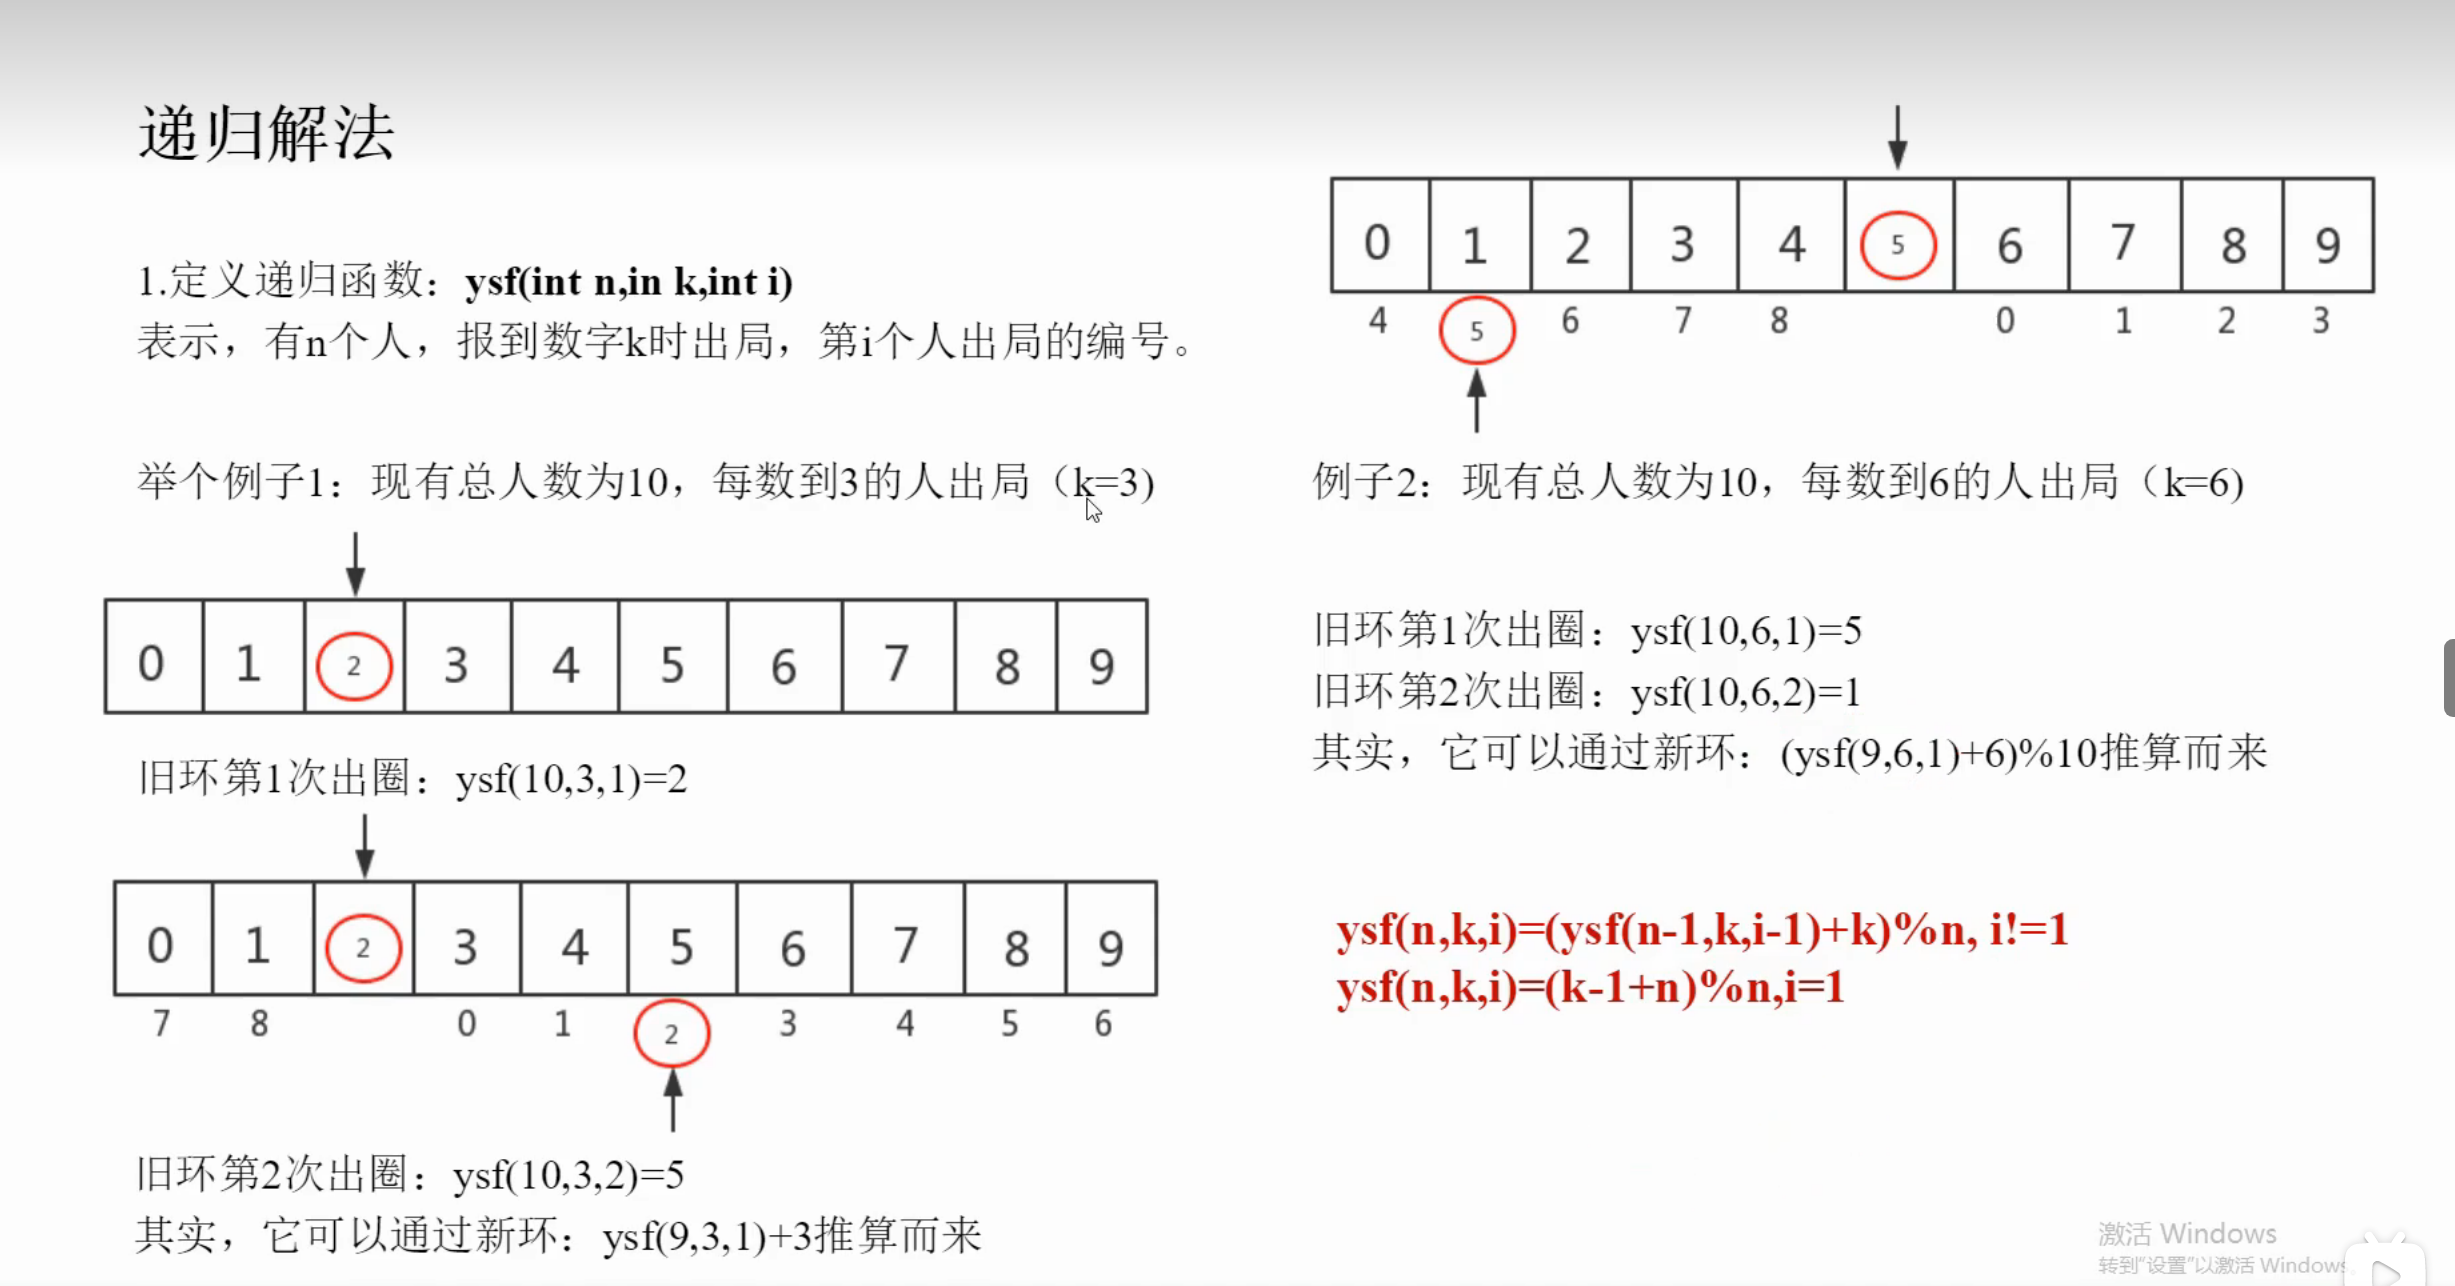 递归解法
1.定义递归函数：ysf(int n,in k,int i)
表示，有n个人，报到数字k时出局，第i个人出局的编号。
举个例子1：现有总人数为10，每数到3的人出局（k=3)
0 1 2 3 4 5 6 7 8 9
旧环第1次出圈：ysf(10,3,1)=2
0 1 2 3 4 5 6 7 8 9
7 8 0 1 2 3 4 5 6
旧环第2次出圈：ysf(10,3,2)=5
其实，它可以通过新环：ysf(9,3,1)+3推算而来
0 1 2 3 4 5 6 7 8 9
4 5 6 7 8 0 1 2 3
例子2：现有总人数为10，每数到6的人出局（k=6)
旧环第1次出圈：ysf(10,6,1)=5
旧环第2次出圈：ysf(10,6,2)=1
其实，它可以通过新环：(ysf(9,6,1)+6)%10推算而来
ysf(n,k,i)=(ysf(n-1,k,i-1)+k)%n, i!=1
ysf(n,k,i)=(k-1+n)%n,i=1
激活 Windows
转到"设置"以激活 Windows